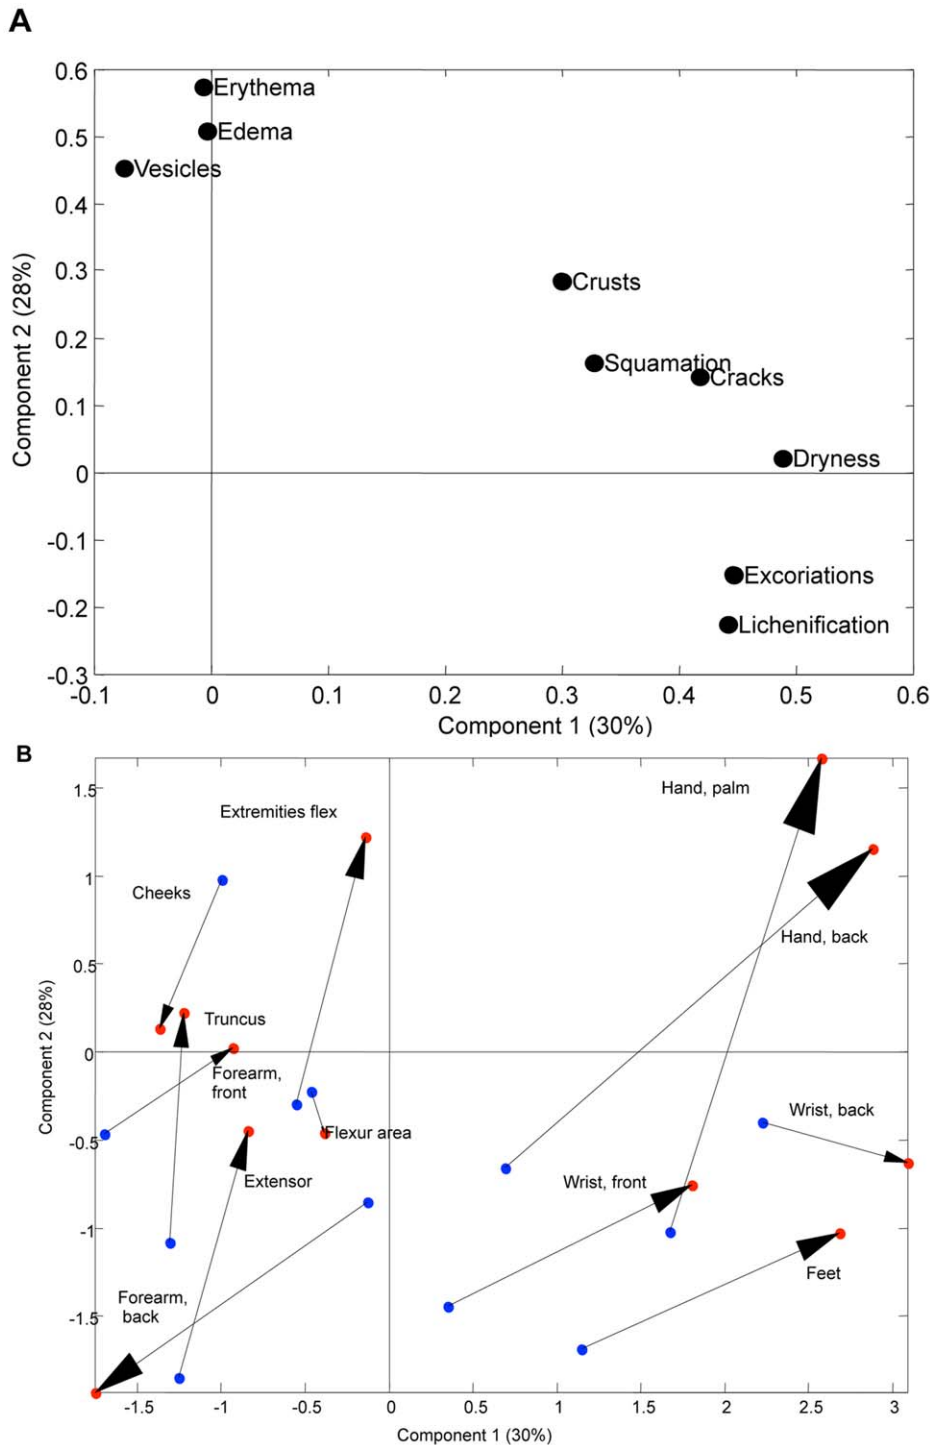 A
0.6
Erythema
0.5
Edema
Vesicles
0.4
0.3
Crusts
0.2
Squamation
Cracks
0.1
Dryness
0
-0.1
Excoriations
-0.2
Lichenification
-0.3
-0.1 0 0.1 0.2 0.3 0.4 0.5 0.6
Component 1 (30%)
Component 2 (28%)
B
1.5
Hand, palm
Extremities flex
1
Cheeks
Hand, back
0.5
Truncus
0
Forearm,
front
Wrist, back
-0.5
Flexur area
Extensor
Wrist, front
-1
Feet
Forearm,
back
-1.5
-1.5 -1 -0.5 0 0.5 1 1.5 2 2.5 3
Component 1 (30%)
Component 2 (28%)